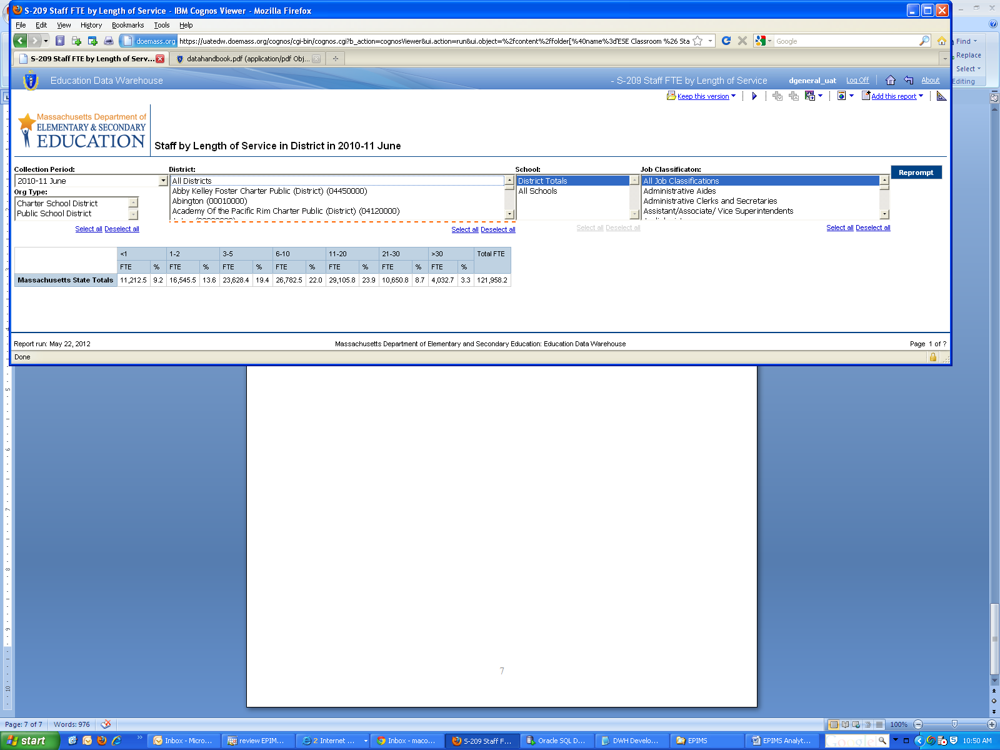 S-209 Staff FTE by Length of Service - IBM Cognos Viewer - Mozilla Firefox
File Edit View History Bookmarks Tools Help
doemass.org https://uatedw.doemass.org/cognos/cgi-bin/cognos.cgi?b_action=cognosViewer&ui.action=run&ui.object=%2fcontent%2ffolder[%40name%3d'ESE Classroom %26 Sta Google
Find
S-209 Staff FTE by Length of Serv... datahandbook.pdf (application/pdf Obj...
Replace
Select
Editing
Education Data Warehouse - S-209 Staff FTE by Length of Service dgeneral_uat Log Off About
Keep this version Add this report
Massachusetts Department of
ELEMENTARY & SECONDARY
EDUCATION
Staff by Length of Service in District in 2010-11 June
Collection Period: District: School: Job Classificaton: Reprompt
2010-11 June All Districts District Totals All Job Classifications
Org Type: Abby Kelley Foster Charter Public (District) (04450000) All Schools Administrative Aides
Charter School District Abington (00010000) Administrative Clerks and Secretaries
Public School District Academy Of the Pacific Rim Charter Public (District) (04120000) Assistant/Associate/ Vice Superintendents
Select all Deselect all Select all Deselect all Select all Deselect all Select all Deselect all
<1 1-2 3-5 6-10 11-20 21-30 >30 Total FTE
FTE % FTE % FTE % FTE % FTE % FTE % FTE %
Massachusetts State Totals 11,212.5 9.2 16,545.5 13.6 23,628.4 19.4 26,782.5 22.0 29,105.8 23.9 10,650.8 8.7 4,032.7 3.3 121,958.2
Report run: May 22, 2012 Massachusetts Department of Elementary and Secondary Education: Education Data Warehouse Page 1 of ?
Done
7
Page: 7 of 7 Words: 976 100%
start Inbox - Micro... review EPIM... 2 Internet ... Inbox - maco... S-209 Staff F... Oracle SQL D... DWH Develo... EPIMS EPIMS Analyt... Google 10:50 AM